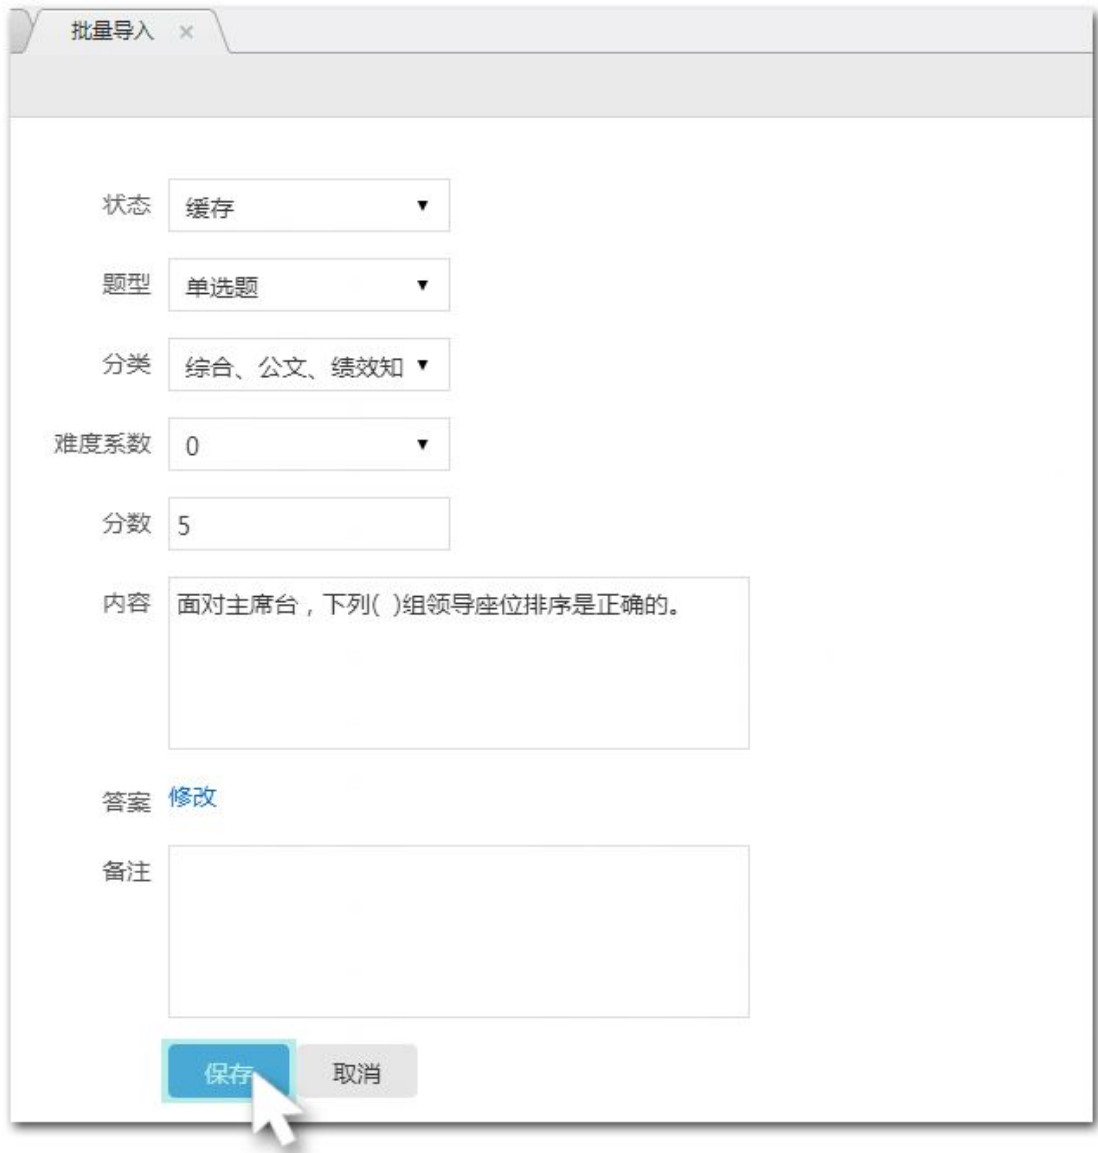 批量导入 ×
状态 缓存
题型 单选题
分类 综合、公文、绩效知
难度系数 0
分数 5
内容 面对主席台，下列( )组领导座位排序是正确的。
答案 修改
备注
保存 取消